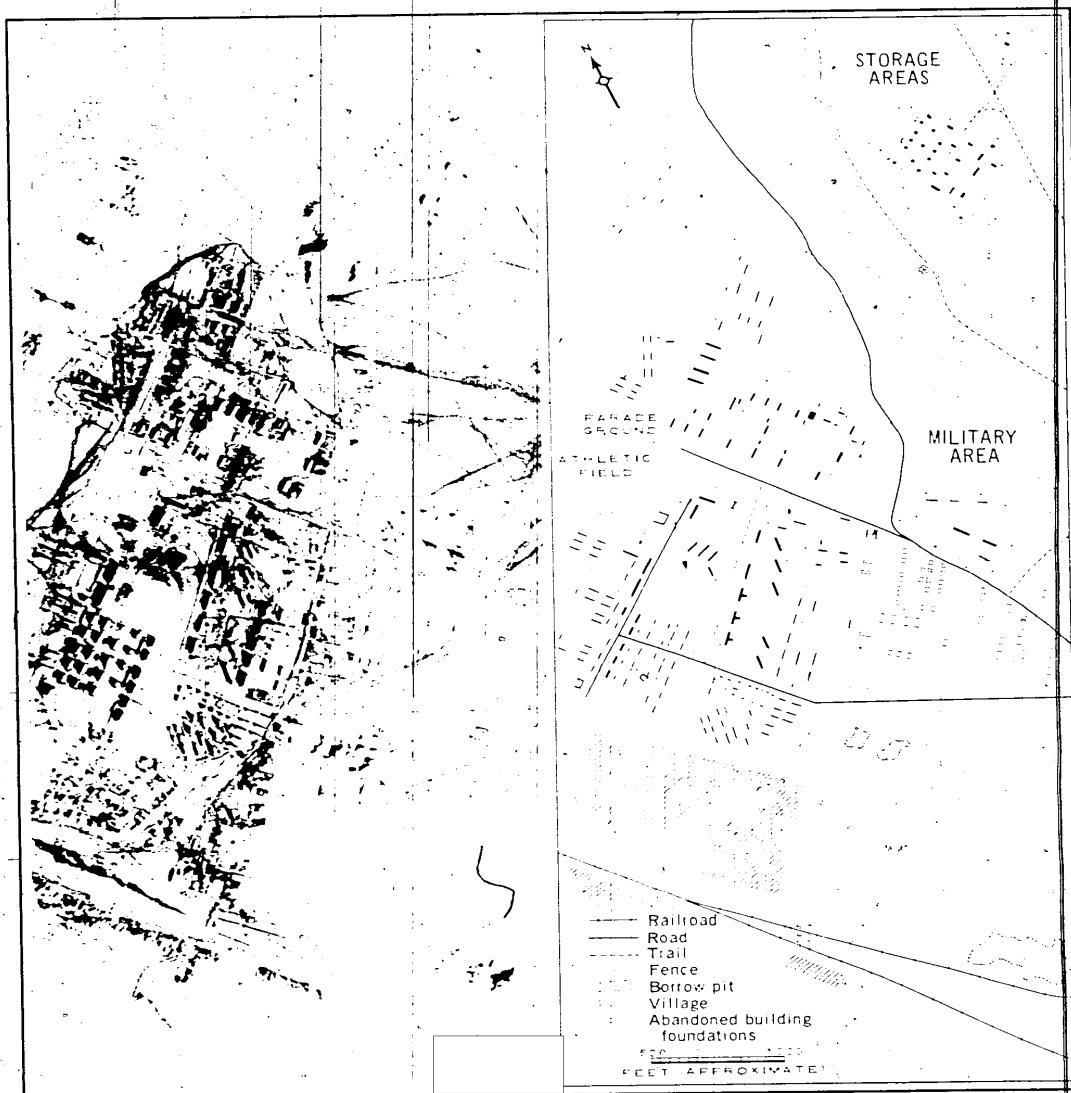 N
STORAGE
AREAS
PARADE
GROUND
ATHLETIC
FIELD
MILITARY
AREA
Railroad
Road
Trail
Fence
Borrow pit
Village
Abandoned building
foundations
FEET (APPROXIMATE)